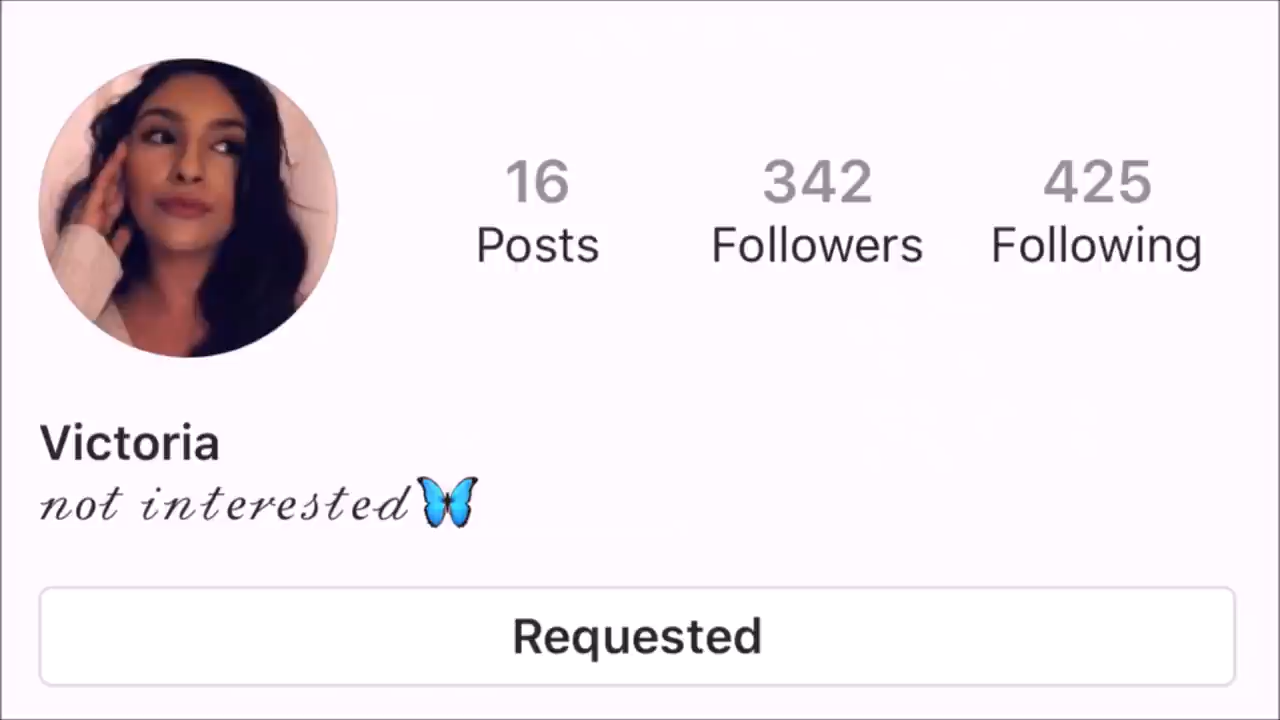 16 342 425
Posts Followers Following
Victoria
not interested🦋
Requested